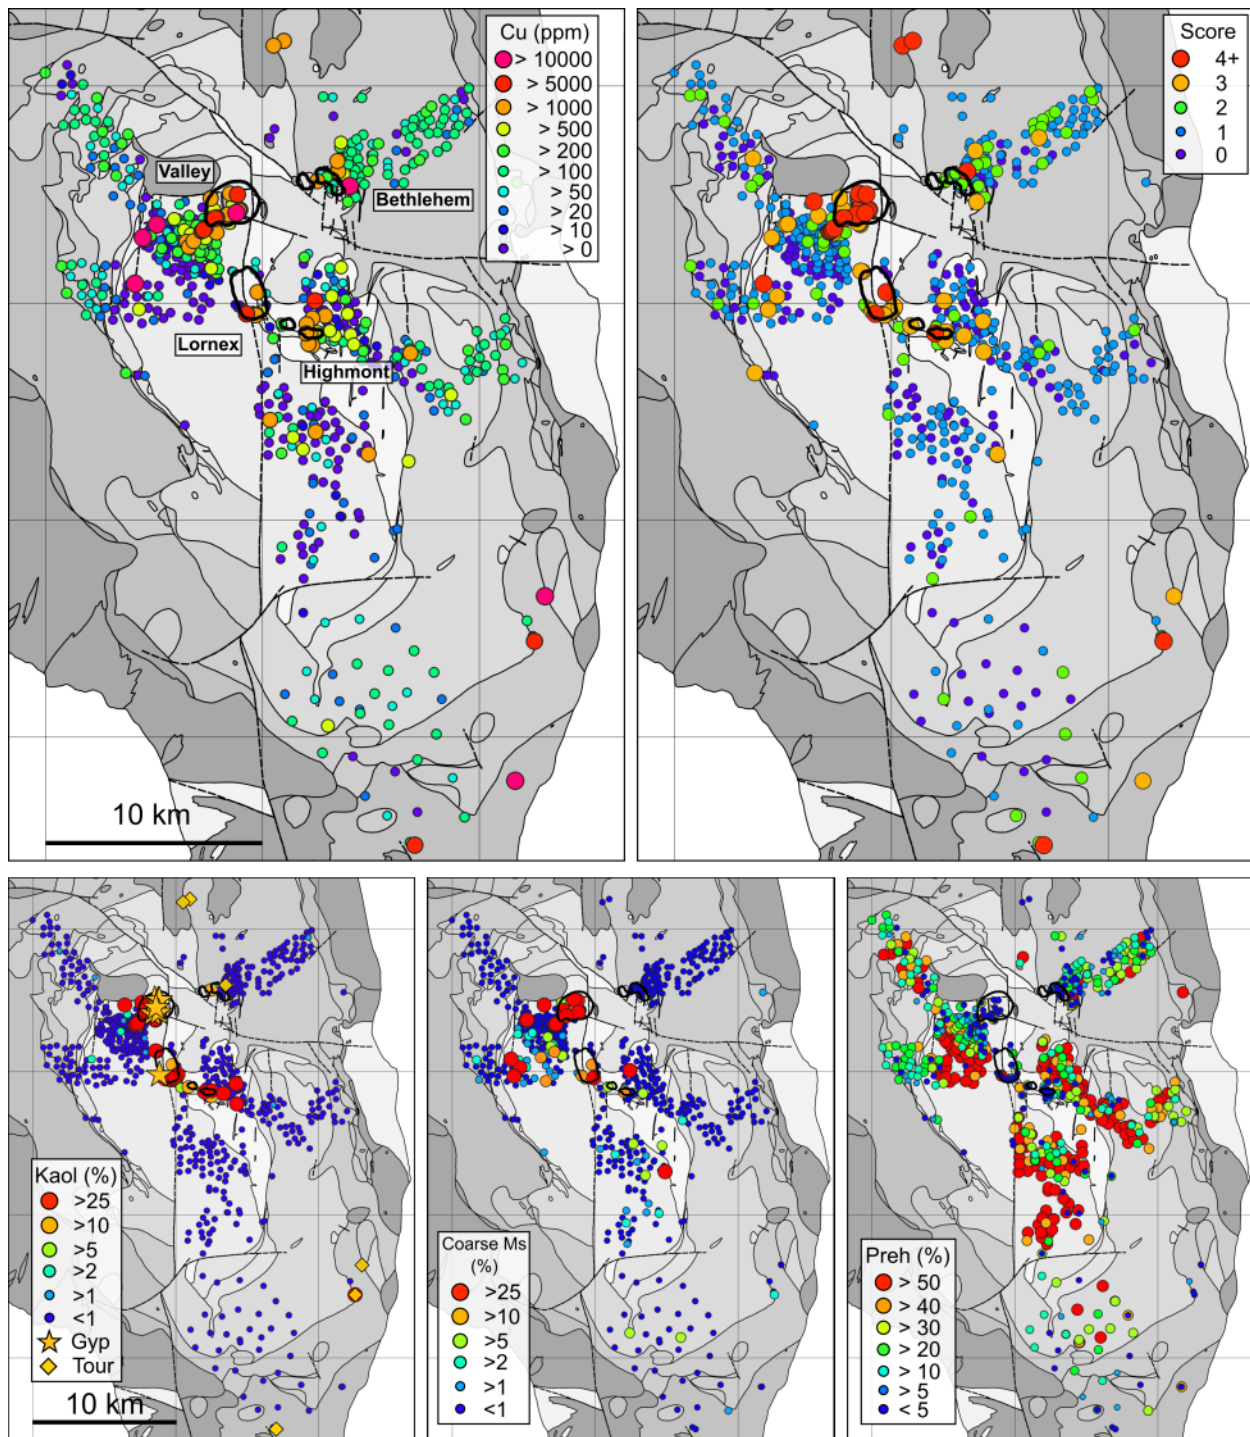 Cu (ppm)
> 10000
> 5000
> 1000
> 500
> 200
> 100
> 50
> 20
> 10
> 0
Valley
Bethlehem
Lornex
Highmont
10 km
Score
4+
3
2
1
0
Kaol (%)
>25
>10
>5
>2
>1
<1
Gyp
Tour
10 km
Coarse Ms
(%)
>25
>10
>5
>2
>1
<1
Preh (%)
> 50
> 40
> 30
> 20
> 10
> 5
< 5